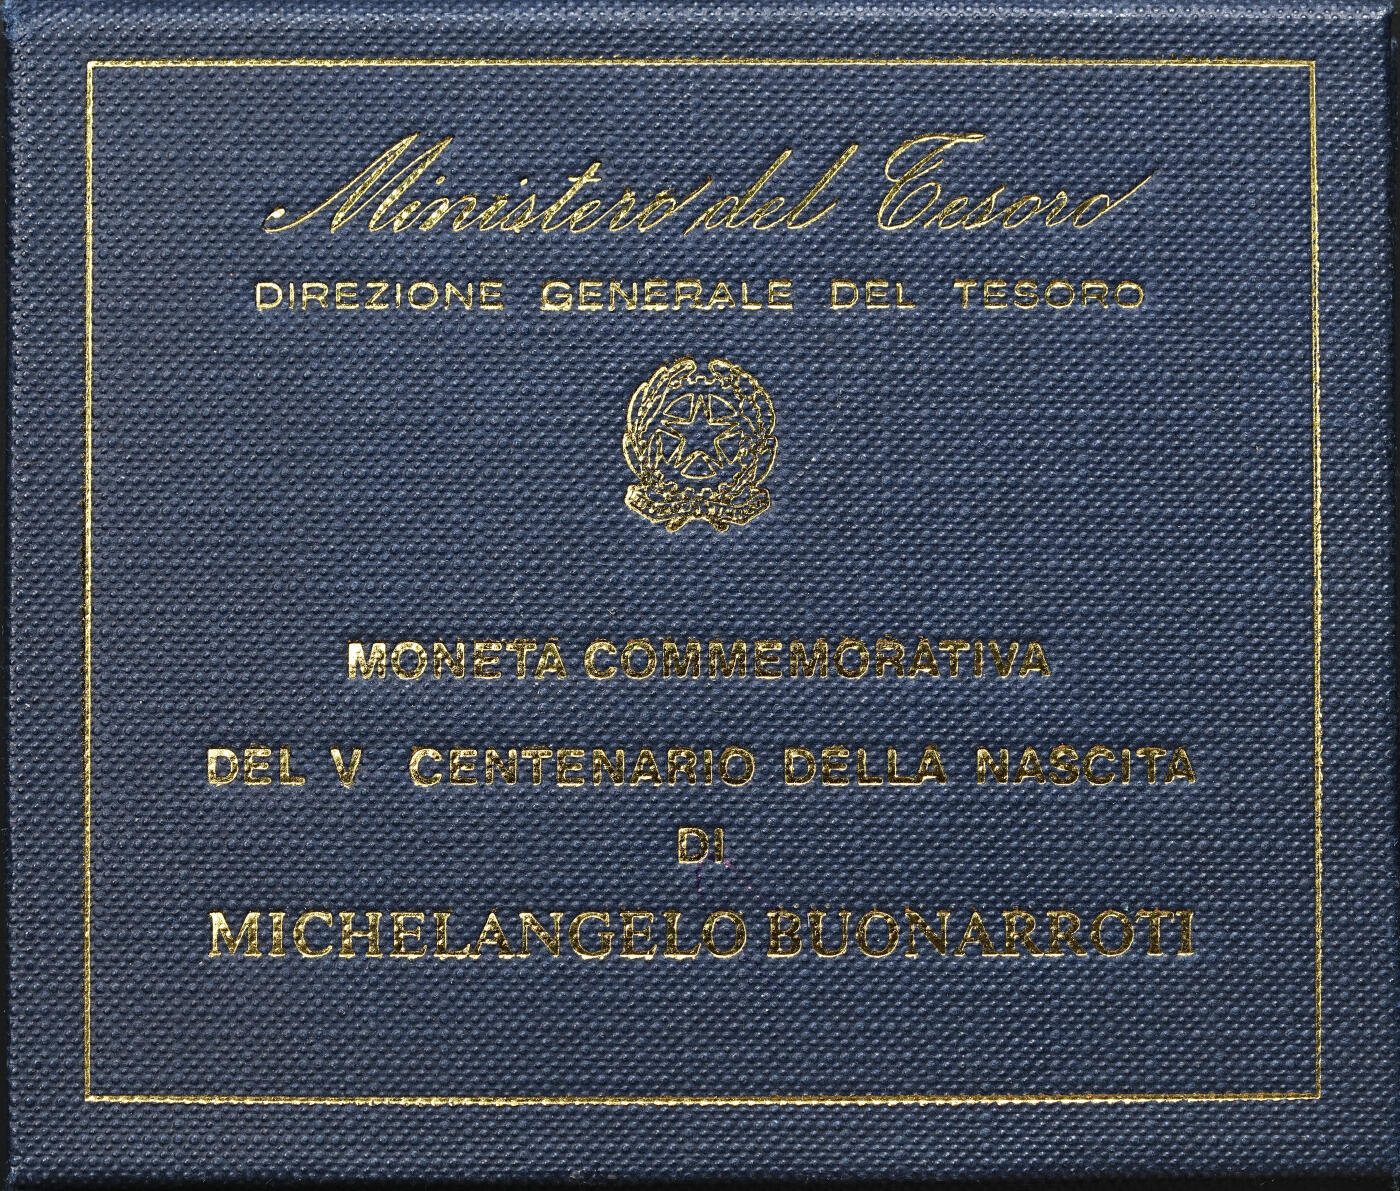 Ministero del Tesoro
DIREZIONE GENERALE DEL TESORO
MONETA COMMEMORATIVA
DEL V CENTENARIO DELLA NASCITA
DI
MICHELANGELO BUONARROTI